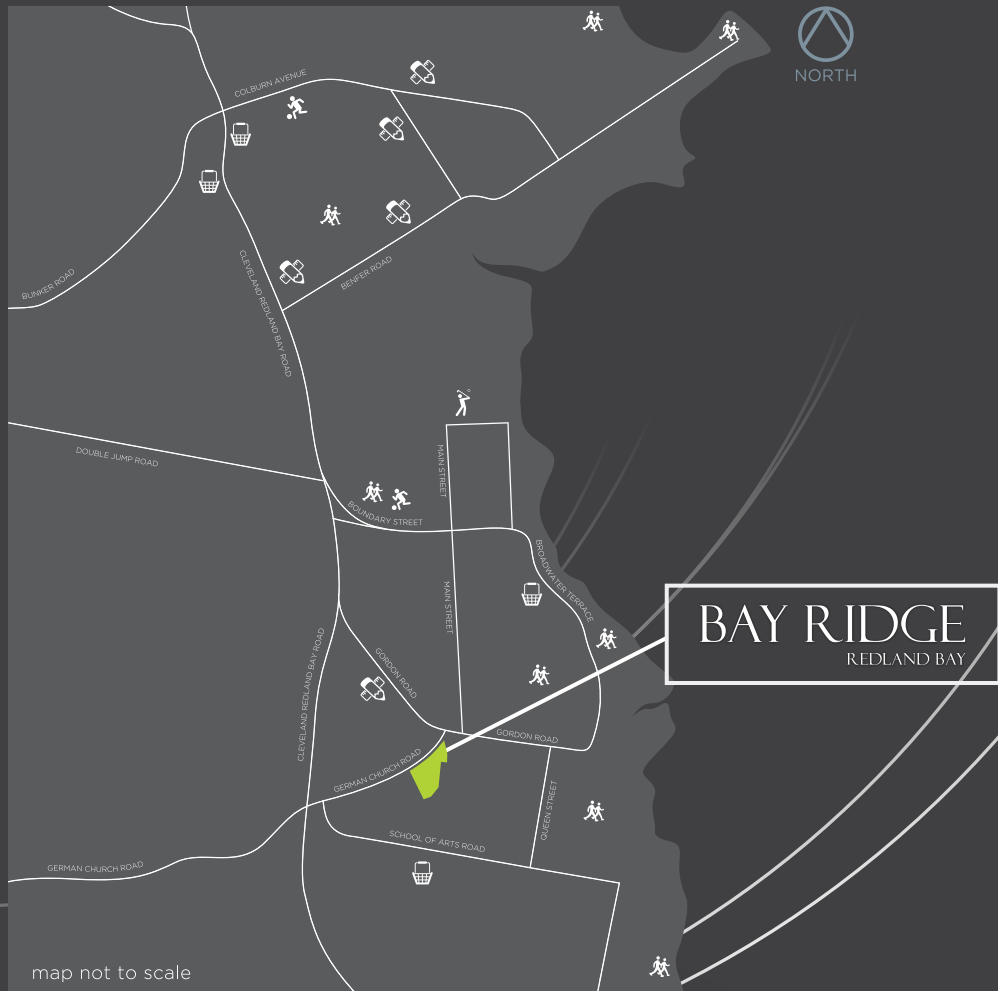 NORTH
COLBURN AVENUE
BUNKER ROAD
CLEVELAND REDLAND BAY ROAD
BENFER ROAD
DOUBLE JUMP ROAD
MAIN STREET
BOUNDARY STREET
BROADWATER TERRACE
MAIN STREET
BAY RIDGE
REDLAND BAY
GORDON ROAD
CLEVELAND REDLAND BAY ROAD
GORDON ROAD
GERMAN CHURCH ROAD
QUEEN STREET
SCHOOL OF ARTS ROAD
GERMAN CHURCH ROAD
map not to scale